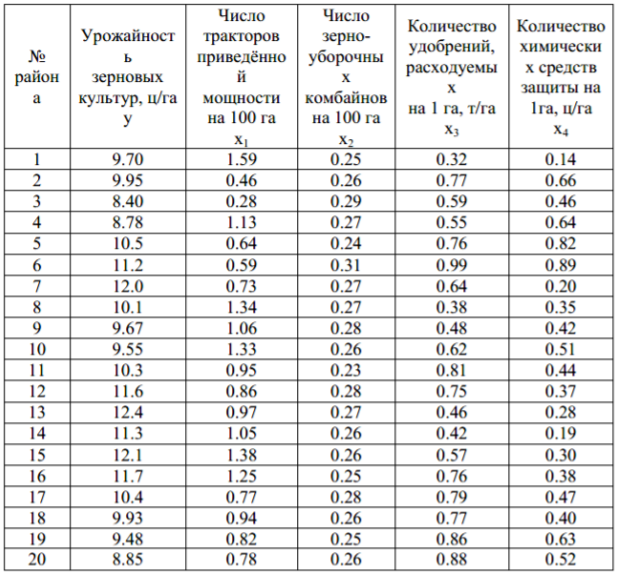 № района Урожайность зерновых культур, ц/га y Число тракторов приведённой мощности на 100 га x₁ Число зерно-уборочных комбайнов на 100 га x₂ Количество удобрений, расходуемых на 1 га, т/га x₃ Количество химических средств защиты на 1га, ц/га x₄
1 9.70 1.59 0.25 0.32 0.14
2 9.95 0.46 0.26 0.77 0.66
3 8.40 0.28 0.29 0.59 0.46
4 8.78 1.13 0.27 0.55 0.64
5 10.5 0.64 0.24 0.76 0.82
6 11.2 0.59 0.31 0.99 0.89
7 12.0 0.73 0.27 0.64 0.20
8 10.1 1.34 0.27 0.38 0.35
9 9.67 1.06 0.28 0.48 0.42
10 9.55 1.33 0.26 0.62 0.51
11 10.3 0.95 0.23 0.81 0.44
12 11.6 0.86 0.28 0.75 0.37
13 12.4 0.97 0.27 0.46 0.28
14 11.3 1.05 0.26 0.42 0.19
15 12.1 1.38 0.26 0.57 0.30
16 11.7 1.25 0.25 0.76 0.38
17 10.4 0.77 0.28 0.79 0.47
18 9.93 0.94 0.26 0.77 0.40
19 9.48 0.82 0.25 0.86 0.63
20 8.85 0.78 0.26 0.88 0.52